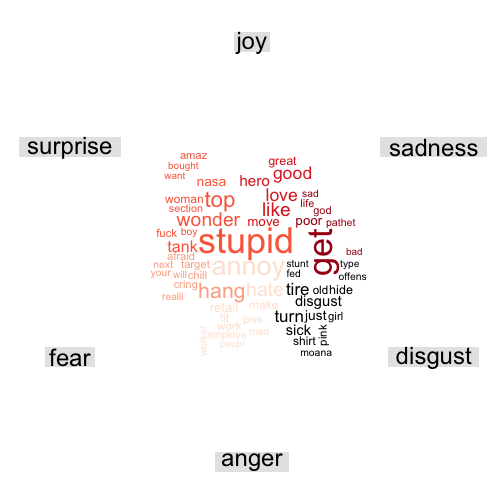 joy
surprise
sadness
amaz
bought
want
great
good
nasa
hero
woman
top
love
sad
life
section
like
god
wonder
move
poor
pathet
fuck
boy
stupid
get
tank
bad
afraid
annoy
stunt
type
next
target
fed
offens
your
will
chill
cring
hang
hate
tire
old
hide
realli
disgust
retail
make
fit
piss
turn
just
girl
work
mad
sick
pink
employe
worker
peopl
shirt
moana
fear
disgust
anger